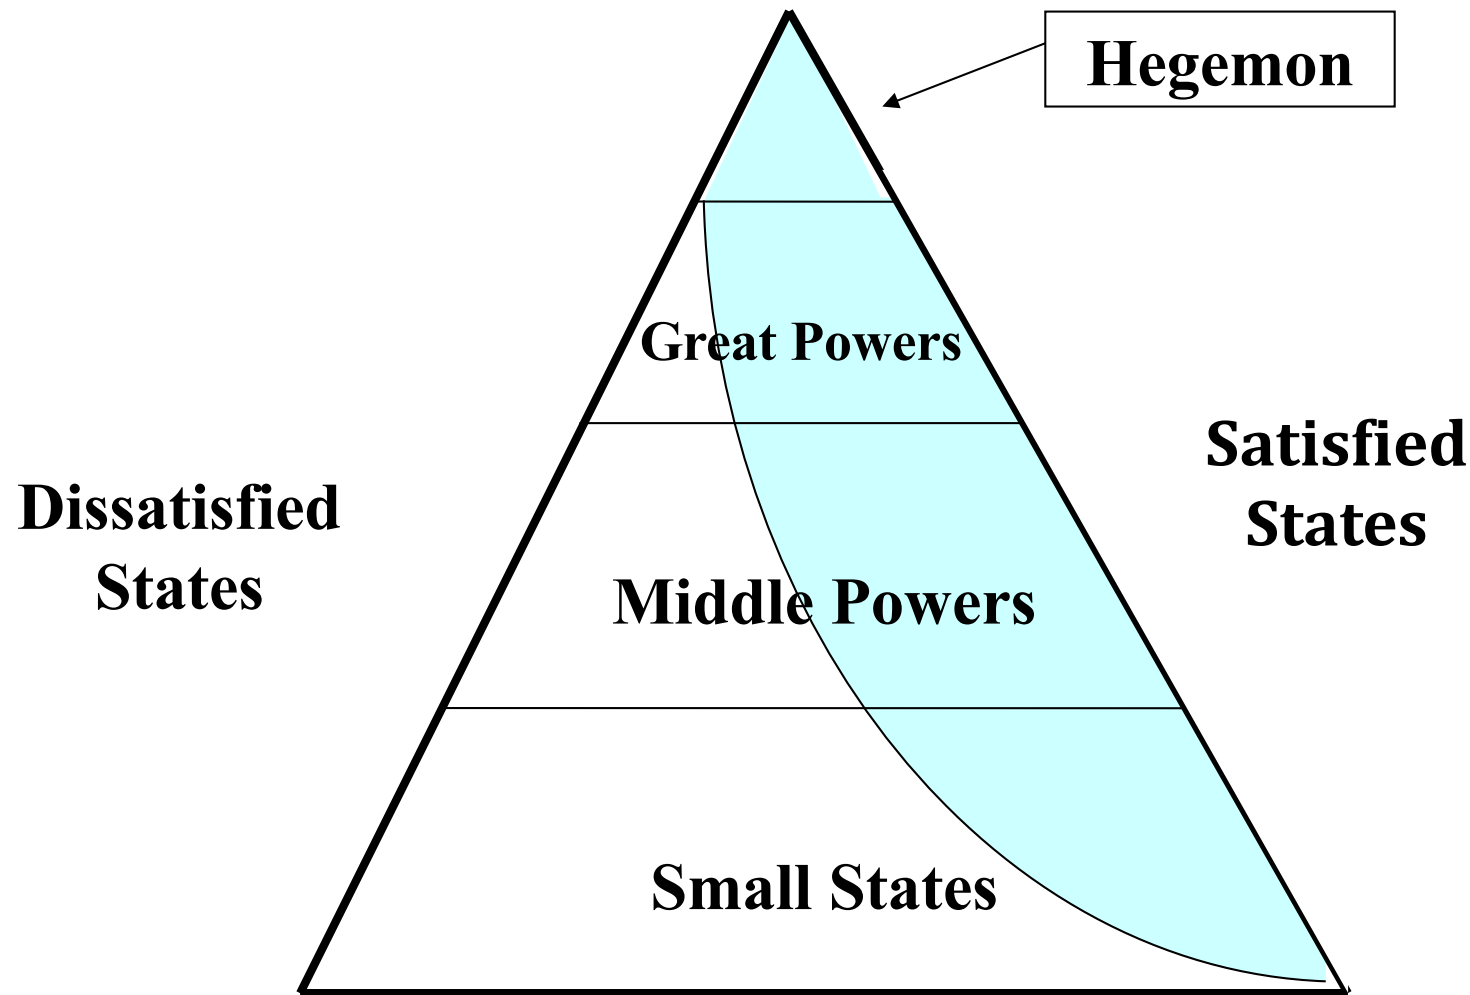 Hegemon
Great Powers
Dissatisfied
States
Satisfied
States
Middle Powers
Small States